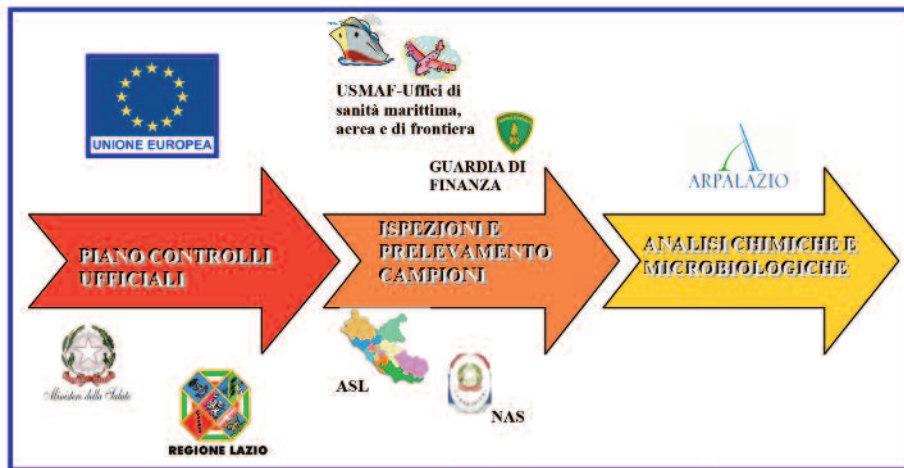 UNIONE EUROPEA
USMAF-Uffici di
sanità marittima,
aerea e di frontiera
GUARDIA DI
FINANZA
ARPALAZIO
PIANO CONTROLLI
UFFICIALI
ISPEZIONI E
PRELEVAMENTO
CAMPIONI
ANALISI CHIMICHE E
MICROBIOLOGICHE
Ministero della Salute
REGIONE LAZIO
ASL
NAS